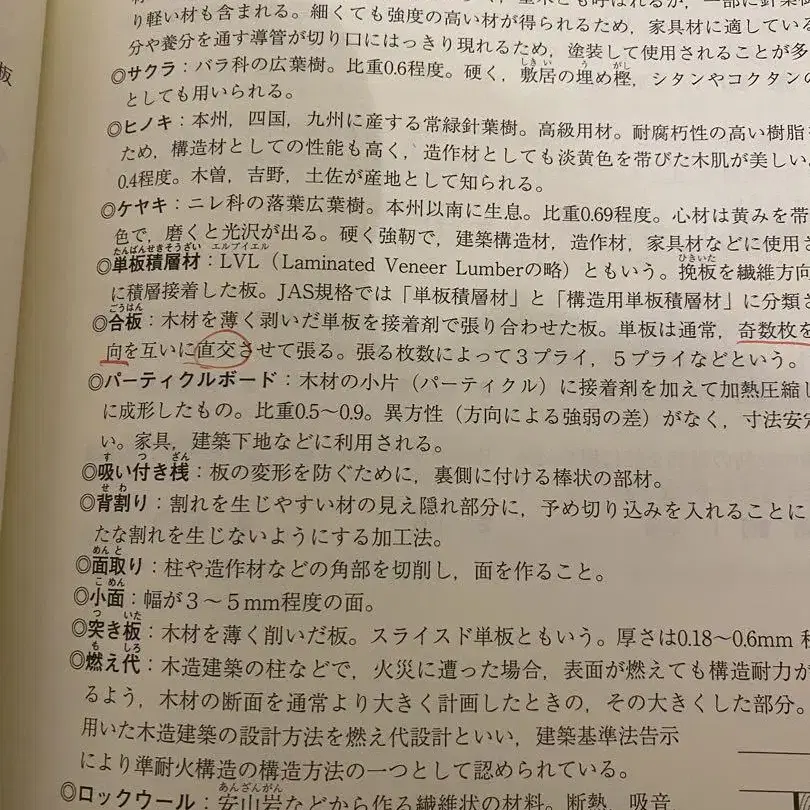 板
り軽い材も含まれる。細くても強度の高い材が得られるため，家具材に適している
分や養分を通す導管が切り口にはっきり現れるため，塗装して使用されることが多
◎サクラ：バラ科の広葉樹。比重0.6程度。硬く，敷居の埋め樫，シタンやコクタンの
としても用いられる。
◎ヒノキ：本州，四国，九州に産する常緑針葉樹。高級用材。耐腐朽性の高い樹脂
ため，構造材としての性能も高く，造作材としても淡黄色を帯びた木肌が美しい。
0.4程度。木曽，吉野，土佐が産地として知られる。
◎ケヤキ：ニレ科の落葉広葉樹。本州以南に生息。比重0.69程度。心材は黄みを帯
色で，磨くと光沢が出る。硬く強靭で，建築構造材，造作材，家具材などに使用さ
◎単板積層材：LVL（Laminated Veneer Lumberの略）ともいう。挽板を繊維方向
に積層接着した板。JAS規格では「単板積層材」と「構造用単板積層材」に分類さ
◎合板：木材を薄く剥いだ単板を接着剤で張り合わせた板。単板は通常，奇数枚を
向を互いに直交させて張る。張る枚数によって３プライ，５プライなどという。
◎パーティクルボード：木材の小片（パーティクル）に接着剤を加えて加熱圧縮し
に成形したもの。比重0.5〜0.9。異方性（方向による強弱の差）がなく，寸法安定
い。家具，建築下地などに利用される。
◎吸い付き桟：板の変形を防ぐために，裏側に付ける棒状の部材。
◎背割り：割れを生じやすい材の見え隠れ部分に，予め切り込みを入れることに
たな割れを生じないようにする加工法。
◎面取り：柱や造作材などの角部を切削し，面を作ること。
◎小面：幅が３〜５mm程度の面。
◎突き板：木材を薄く削いだ板。スライスド単板ともいう。厚さは0.18〜0.6mm 程
◎燃え代：木造建築の柱などで，火災に遭った場合，表面が燃えても構造耐力が
るよう，木材の断面を通常より大きく計画したときの，その大きくした部分。
用いた木造建築の設計方法を燃え代設計といい，建築基準法告示
により準耐火構造の構造方法の一つとして認められている。
◎ロックウール：安山岩などから作る繊維状の材料。断熱，吸音